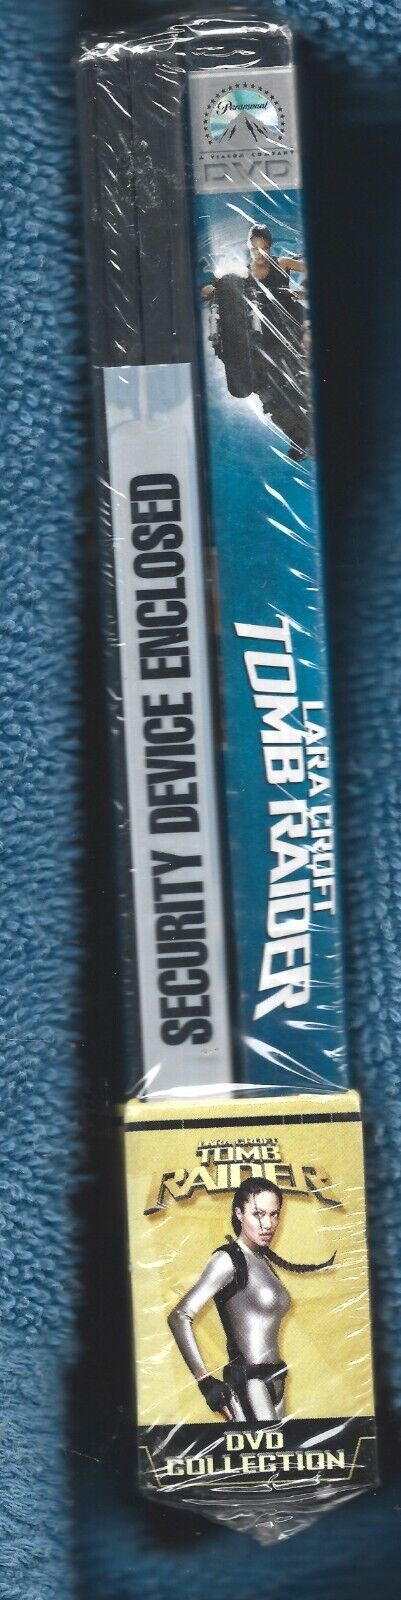 Paramount
A VIACOM COMPANY
DVD
SECURITY DEVICE ENCLOSED
LARA CROFT
TOMB RAIDER
LARA CROFT
TOMB
RAIDER
DVD
COLLECTION